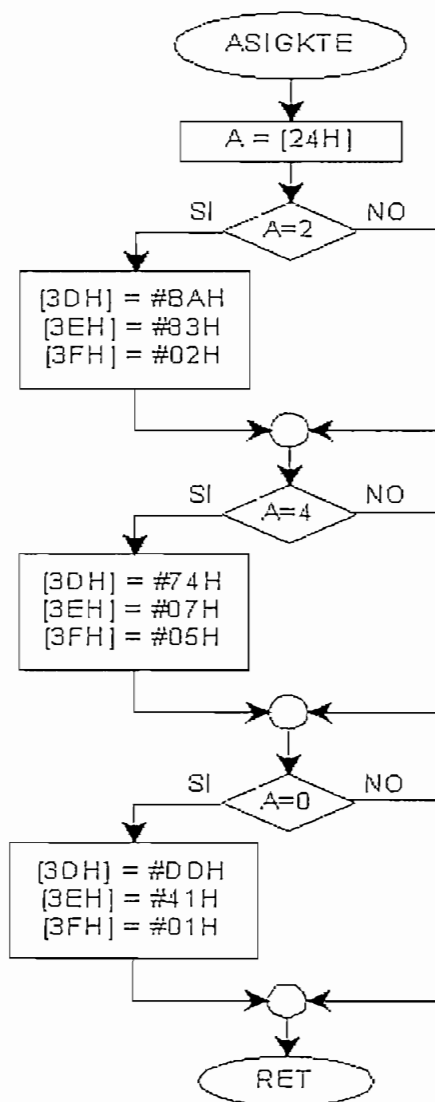 ASIGKTE
A = [24H]
SI
NO
A=2
[3DH] = #8AH
[3EH] = #83H
[3FH] = #02H
SI
NO
A=4
[3DH] = #74H
[3EH] = #07H
[3FH] = #05H
SI
NO
A=0
[3DH] = #DDH
[3EH] = #41H
[3FH] = #01H
RET